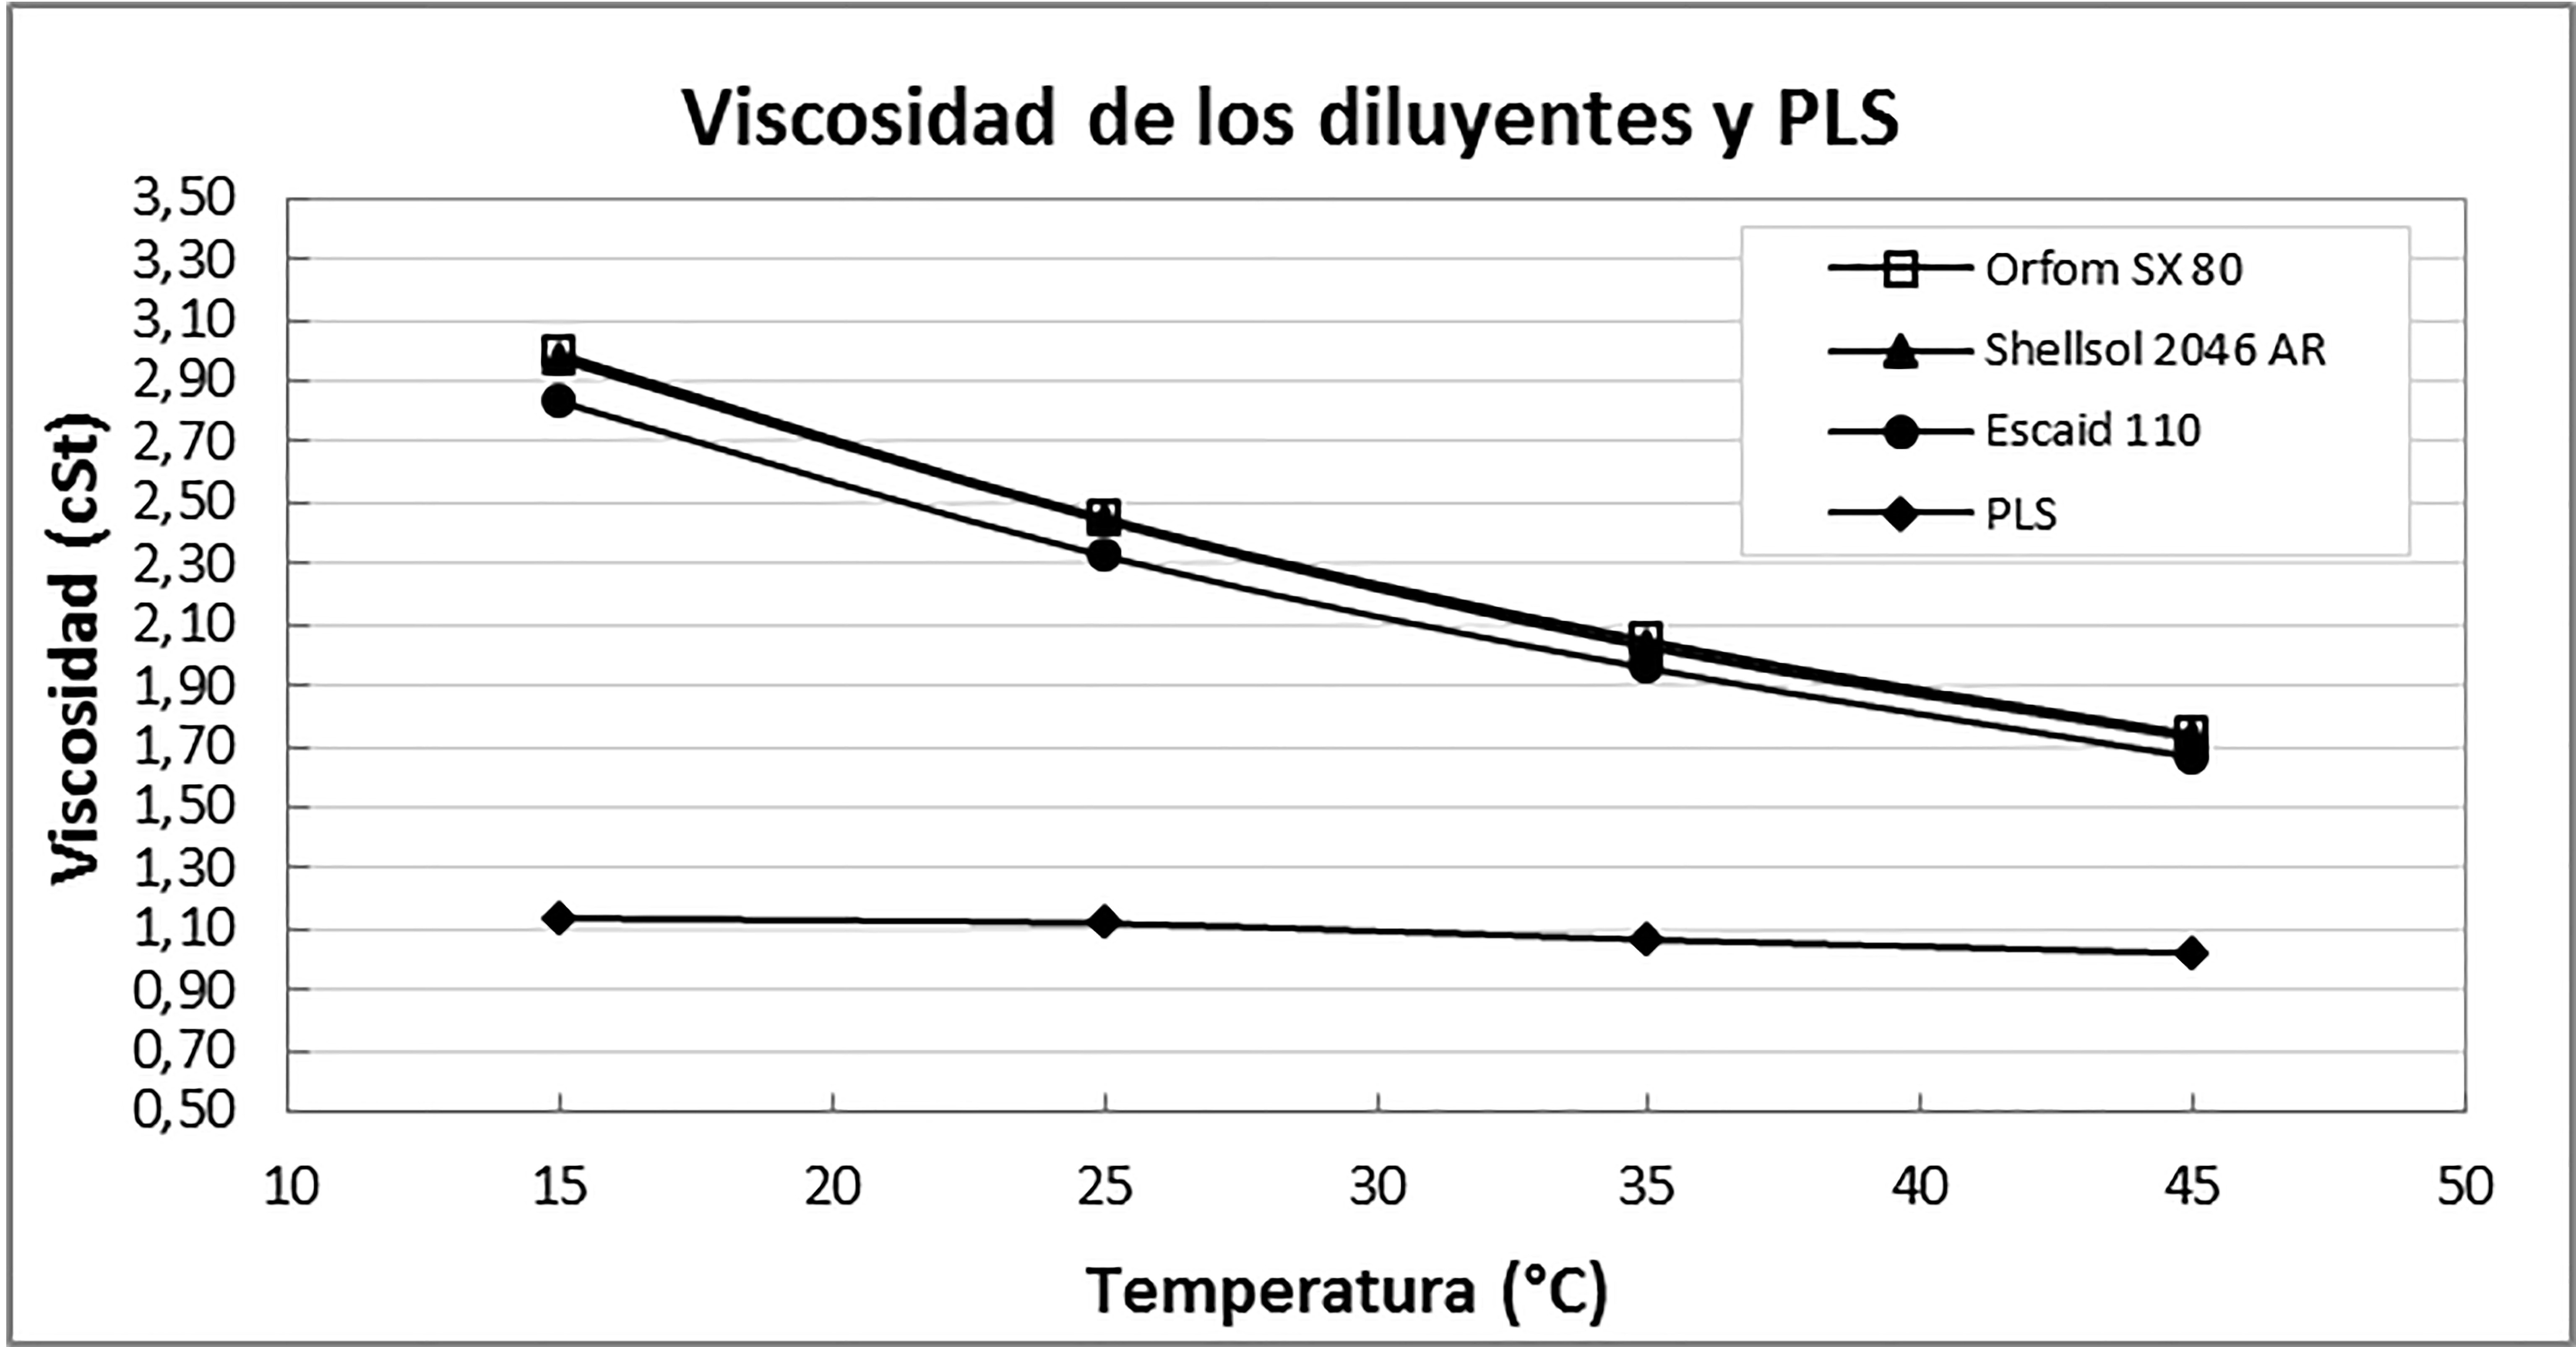 Viscosidad de los diluyentes y PLS
Viscosidad (cSt)
3,50
3,30
3,10
2,90
2,70
2,50
2,30
2,10
1,90
1,70
1,50
1,30
1,10
0,90
0,70
0,50
Orfom SX 80
Shellsol 2046 AR
Escaid 110
PLS
10 15 20 25 30 35 40 45 50
Temperatura (°C)